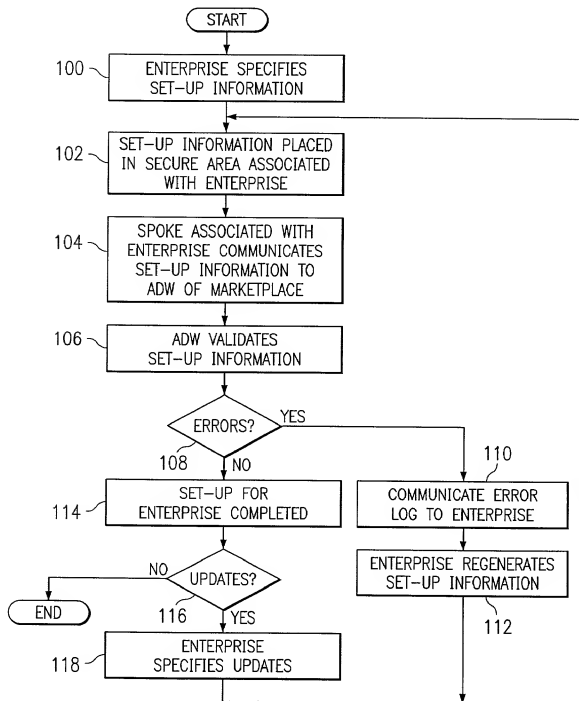 START
100
ENTERPRISE SPECIFIES
SET-UP INFORMATION
102
SET-UP INFORMATION PLACED
IN SECURE AREA ASSOCIATED
WITH ENTERPRISE
104
SPOKE ASSOCIATED WITH
ENTERPRISE COMMUNICATES
SET-UP INFORMATION TO
ADW OF MARKETPLACE
106
ADW VALIDATES
SET-UP INFORMATION
ERRORS?
YES
108
NO
110
114
SET-UP FOR
ENTERPRISE COMPLETED
COMMUNICATE ERROR
LOG TO ENTERPRISE
NO
UPDATES?
ENTERPRISE REGENERATES
SET-UP INFORMATION
END
116
YES
112
118
ENTERPRISE
SPECIFIES UPDATES